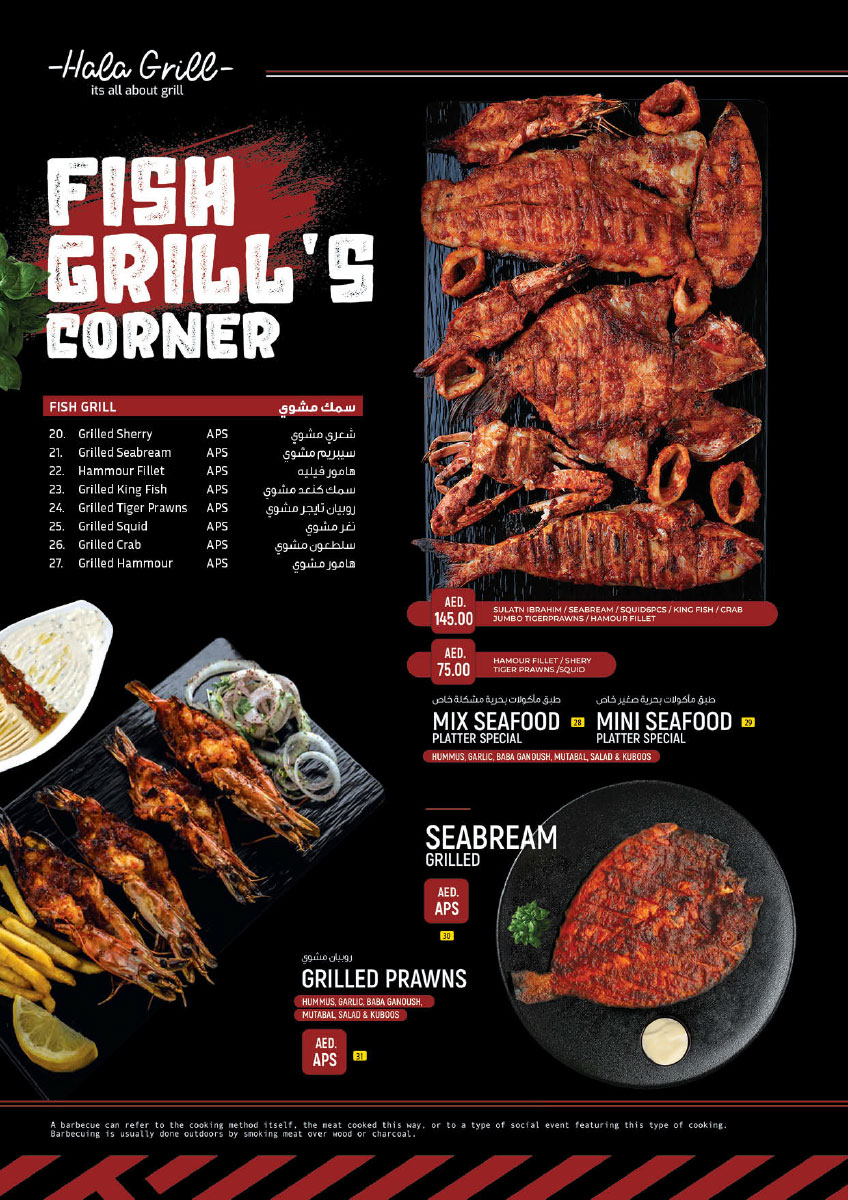 -Hala Grill-
its all about grill
FISH
GRILL'S
CORNER
FISH GRILL سمك مشوي
20. Grilled Sherry APS شعري مشوي
21. Grilled Seabream APS سيبريم مشوي
22. Hammour Fillet APS هامور فيليه
23. Grilled King Fish APS سمك كنعد مشوي
24. Grilled Tiger Prawns APS روبيان تايجر مشوي
25. Grilled Squid APS نغر مشوي
26. Grilled Crab APS سلطعون مشوي
27. Grilled Hammour APS هامور مشوي
AED.
145.00
SULATN IBRAHIM / SEABREAM / SQUID6PCS / KING FISH / CRAB
JUMBO TIGERPRAWNS / HAMOUR FILLET
AED.
75.00
HAMOUR FILLET / SHERY
TIGER PRAWNS /SQUID
طبق مأكولات بحرية مشكلة خاص
MIX SEAFOOD 28
PLATTER SPECIAL
طبق مأكولات بحرية صغير خاص
MINI SEAFOOD 29
PLATTER SPECIAL
HUMMUS, GARLIC, BABA GANOUSH, MUTABAL, SALAD & KUBOOS
SEABREAM
GRILLED
AED.
APS
30
روبيان مشوي
GRILLED PRAWNS
HUMMUS, GARLIC, BABA GANOUSH,
MUTABAL, SALAD & KUBOOS
AED.
APS
31
A barbecue can refer to the cooking method itself, the meat cooked this way, or to a type of social event featuring this type of cooking.
Barbecuing is usually done outdoors by smoking meat over wood or charcoal.